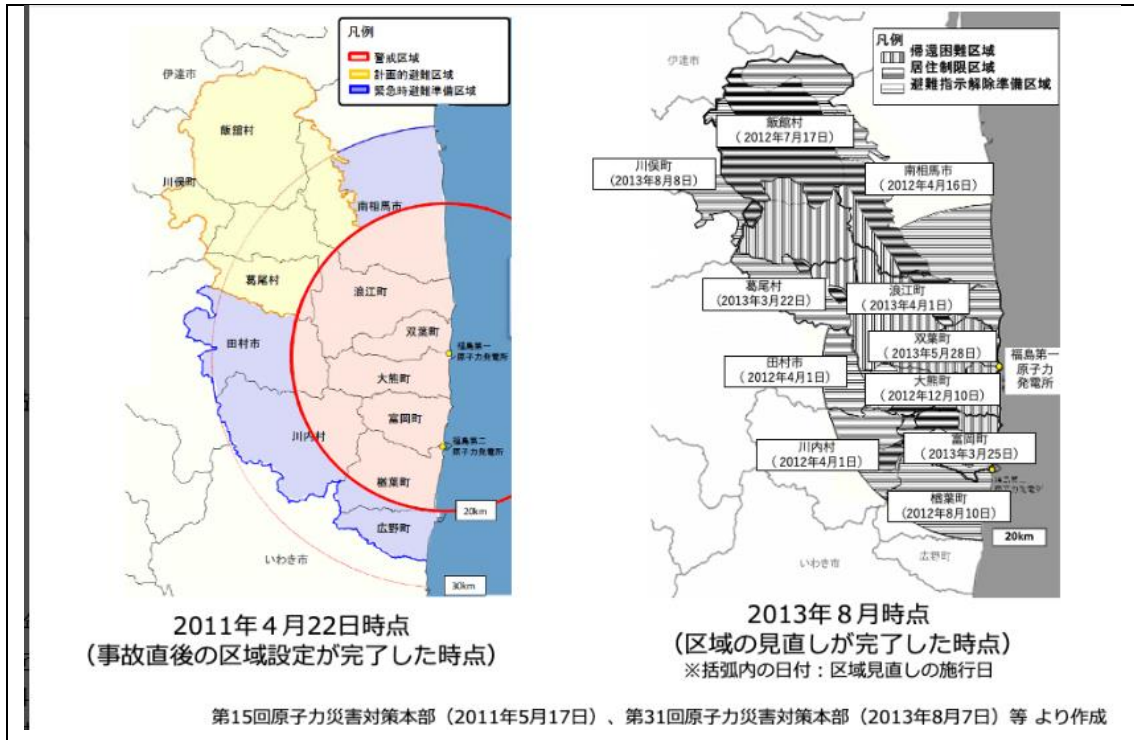 凡例
警戒区域
計画的避難区域
緊急時避難準備区域
伊達市
飯舘村
川俣町
南相馬市
葛尾村
浪江町
田村市
双葉町
福島第一
原子力発電所
大熊町
富岡町
川内村
福島第二
原子力発電所
楢葉町
20km
広野町
いわき市
30km
2011年4月22日時点
(事故直後の区域設定が完了した時点)
凡例
帰還困難区域
居住制限区域
避難指示解除準備区域
伊達市
飯舘村
(2012年7月17日)
川俣町
(2013年8月8日)
南相馬市
(2012年4月16日)
葛尾村
(2013年3月22日)
浪江町
(2013年4月1日)
双葉町
(2013年5月28日)
福島第一
原子力
発電所
田村市
(2012年4月1日)
大熊町
(2012年12月10日)
川内村
(2012年4月1日)
富岡町
(2013年3月25日)
原子力発電所
楢葉町
(2012年8月10日)
20km
広野町
いわき市
2013年8月時点
(区域の見直しが完了した時点)
※括弧内の日付:区域見直しの施行日
第15回原子力災害対策本部(2011年5月17日)、第31回原子力災害対策本部(2013年8月7日)等 より作成